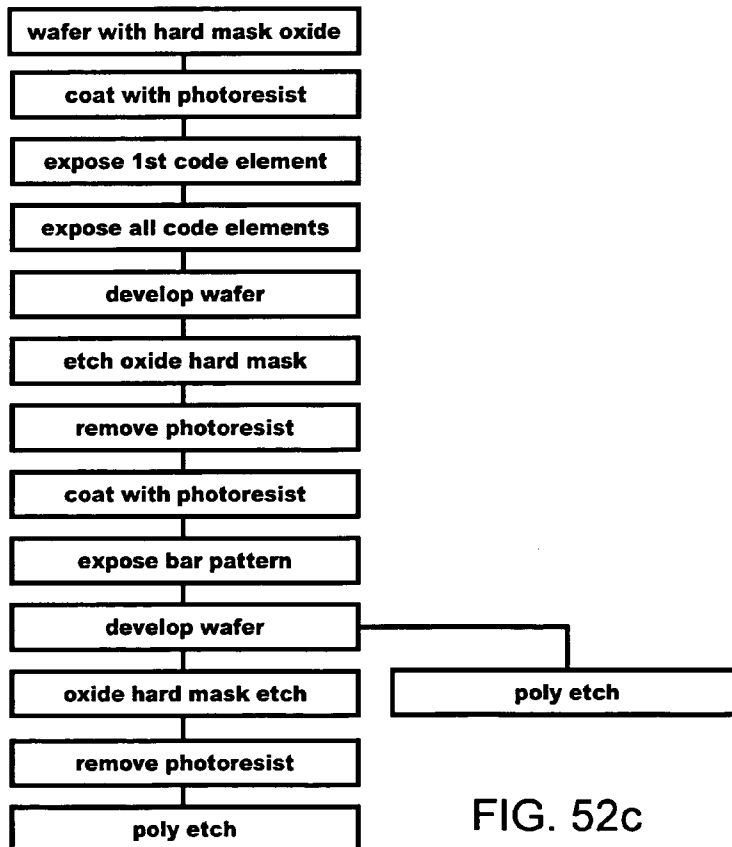 wafer with hard mask oxide
coat with photoresist
expose 1st code element
expose all code elements
develop wafer
etch oxide hard mask
remove photoresist
coat with photoresist
expose bar pattern
develop wafer
oxide hard mask etch
poly etch
remove photoresist
poly etch
FIG. 52c